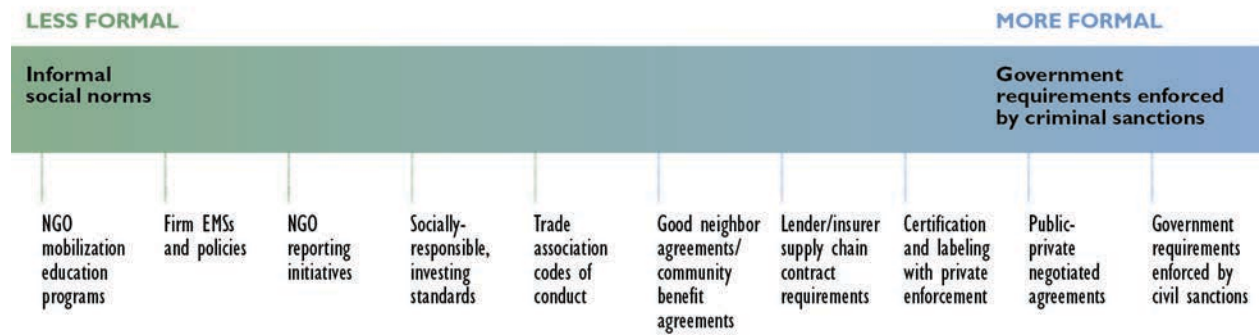 LESS FORMAL
MORE FORMAL
Informal
social norms
Government
requirements enforced
by criminal sanctions
NGO
mobilization
education
programs
Firm EMSs
and policies
NGO
reporting
initiatives
Socially-
responsible,
investing
standards
Trade
association
codes of
conduct
Good neighbor
agreements/
community
benefit
agreements
Lender/insurer
supply chain
contract
requirements
Certification
and labeling
with private
enforcement
Public-
private
negotiated
agreements
Government
requirements
enforced by
civil sanctions